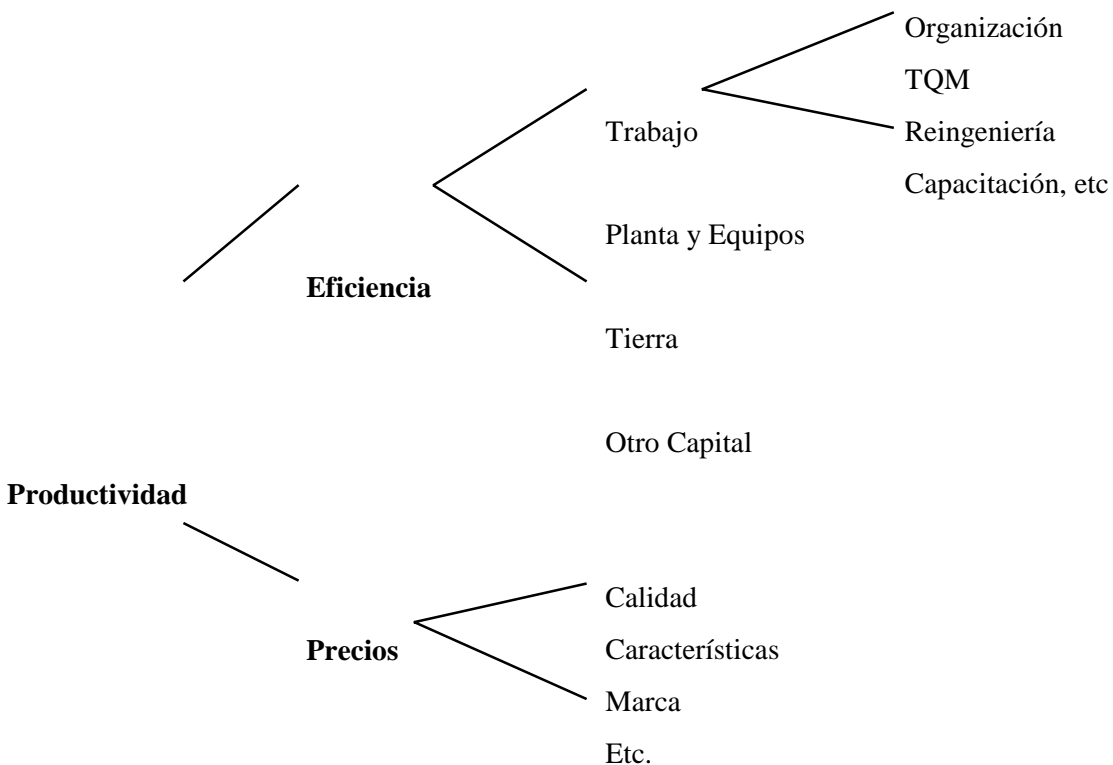 Organización
TQM
Trabajo
Reingeniería
Capacitación, etc
Planta y Equipos
Eficiencia
Tierra
Otro Capital
Productividad
Calidad
Precios
Características
Marca
Etc.